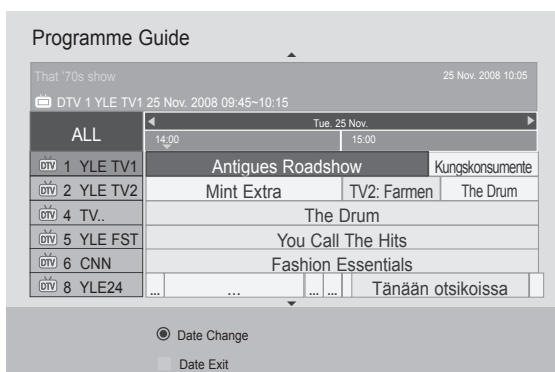 Programme Guide
That '70s show 25 Nov. 2008 10:05
DTV 1 YLE TV1 25 Nov. 2008 09:45~10:15
ALL
Tue. 25 Nov.
14:00 15:00
DTV 1 YLE TV1 Antigues Roadshow Kungskonsumente
DTV 2 YLE TV2 Mint Extra TV2: Farmen The Drum
DTV 4 TV.. The Drum
DTV 5 YLE FST You Call The Hits
DTV 6 CNN Fashion Essentials
DTV 8 YLE24 ... ... ... ... Tänään otsikoissa
Date Change
Date Exit